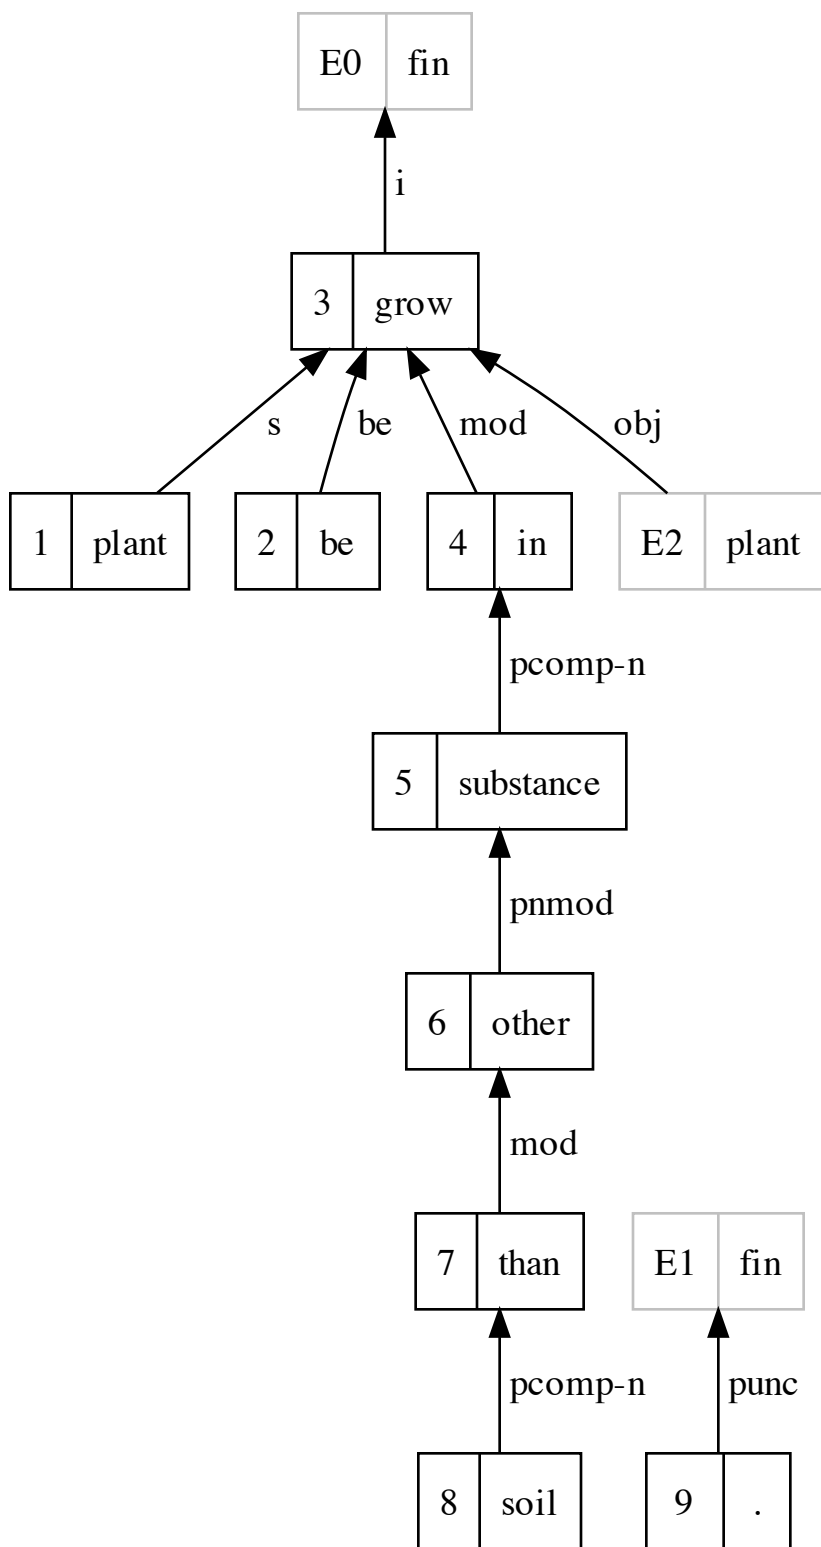 E0 fin
i
3 grow
s be mod obj
1 plant 2 be 4 in E2 plant
pcomp-n
5 substance
pnmod
6 other
mod
7 than E1 fin
pcomp-n punc
8 soil 9 .